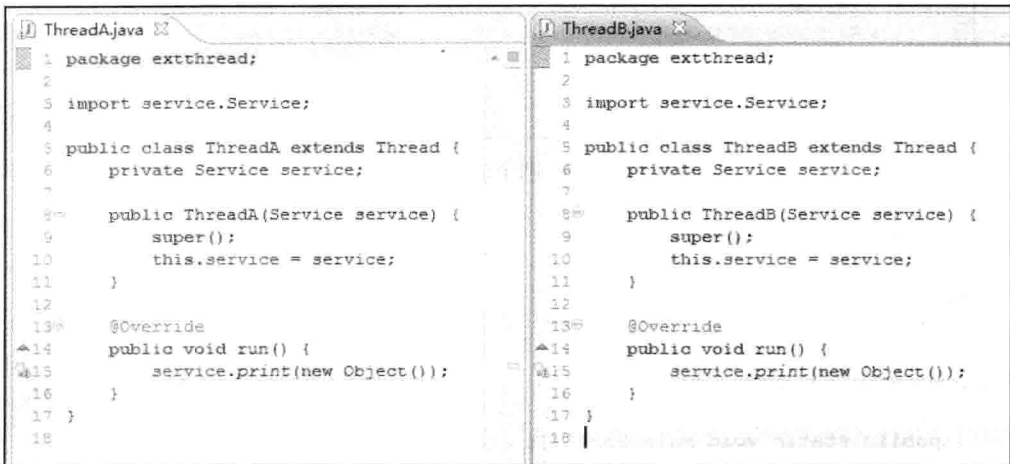 ThreadA.java
1 package extthread;
2
3 import service.Service;
4
5 public class ThreadA extends Thread {
6 private Service service;
7
8 public ThreadA(Service service) {
9 super();
10 this.service = service;
11 }
12
13 @Override
14 public void run() {
15 service.print(new Object());
16 }
17 }
18
ThreadB.java
1 package extthread;
2
3 import service.Service;
4
5 public class ThreadB extends Thread {
6 private Service service;
7
8 public ThreadB(Service service) {
9 super();
10 this.service = service;
11 }
12
13 @Override
14 public void run() {
15 service.print(new Object());
16 }
17 }
18